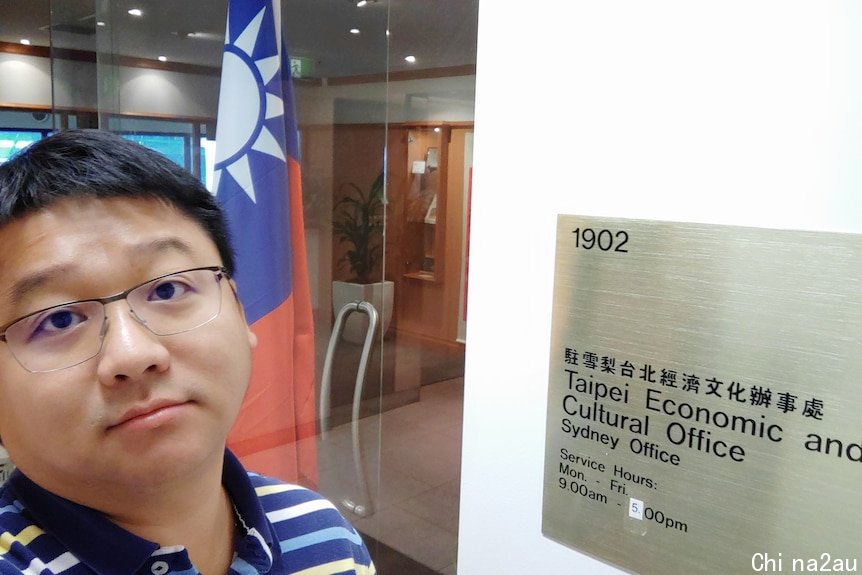 1902
駐雪梨台北經濟文化辦事處
Taipei Economic and
Cultural Office
Sydney Office
Service Hours:
Mon. - Fri.
9.00am - 5.00pm
Chi na2au